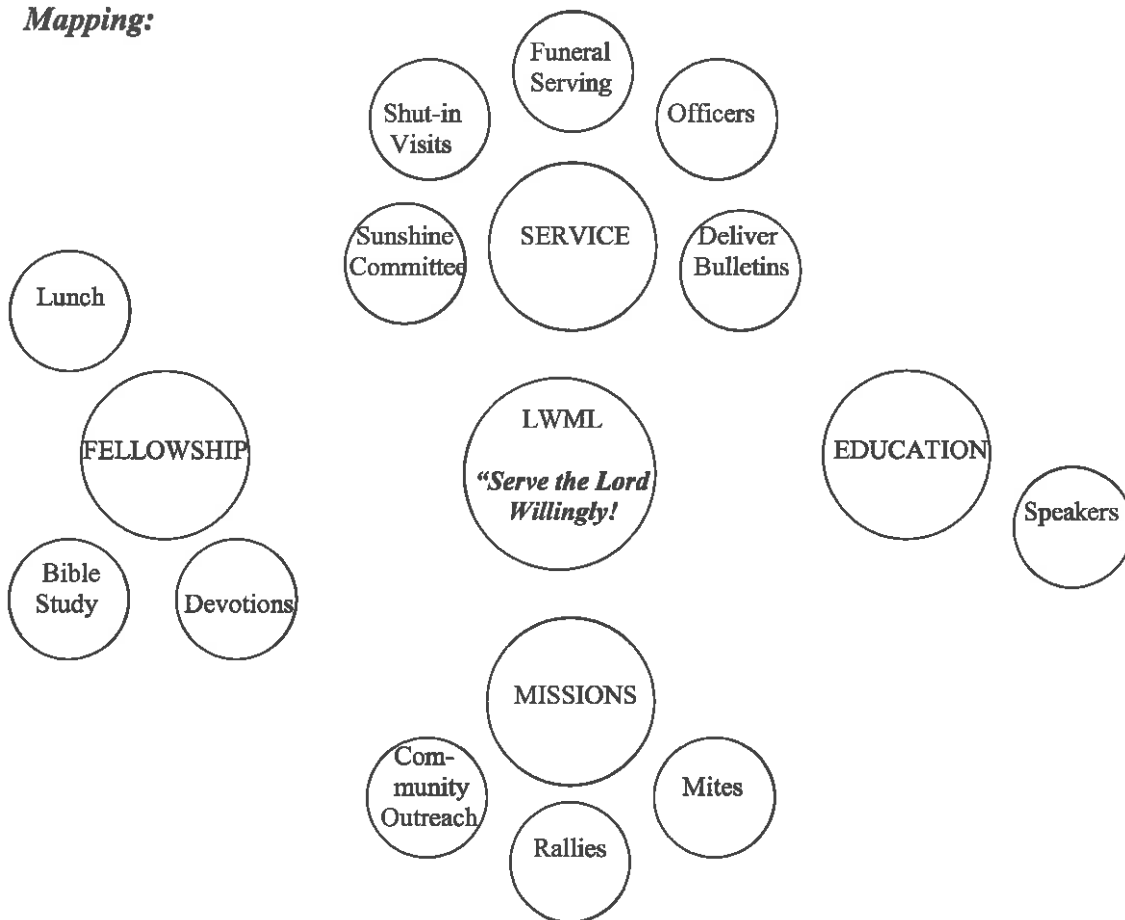 Mapping:
Funeral
Serving
Shut-in
Visits
Officers
Sunshine
Committee
SERVICE
Deliver
Bulletins
Lunch
FELLOWSHIP
Bible
Study
Devotions
LWML
“Serve the Lord
Willingly!
EDUCATION
Speakers
MISSIONS
Com-
munity
Outreach
Rallies
Mites